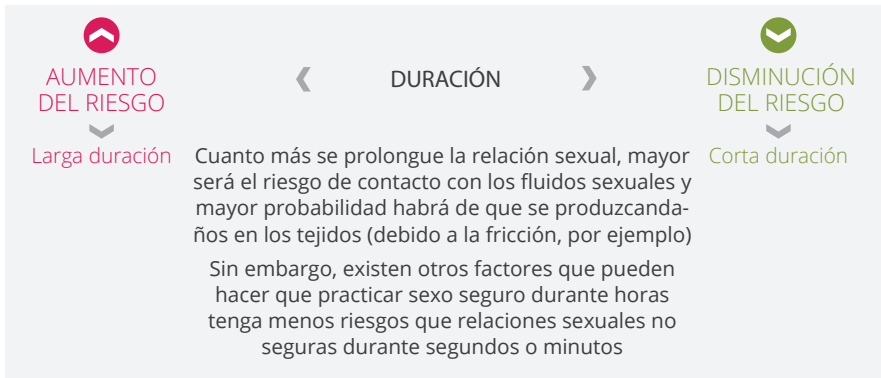 AUMENTO
DEL RIESGO
Larga duración
DURACIÓN
Cuanto más se prolongue la relación sexual, mayor
será el riesgo de contacto con los fluidos sexuales y
mayor probabilidad habrá de que se produzcanda-
ños en los tejidos (debido a la fricción, por ejemplo)
Sin embargo, existen otros factores que pueden
hacer que practicar sexo seguro durante horas
tenga menos riesgos que relaciones sexuales no
seguras durante segundos o minutos
DISMINUCIÓN
DEL RIESGO
Corta duración